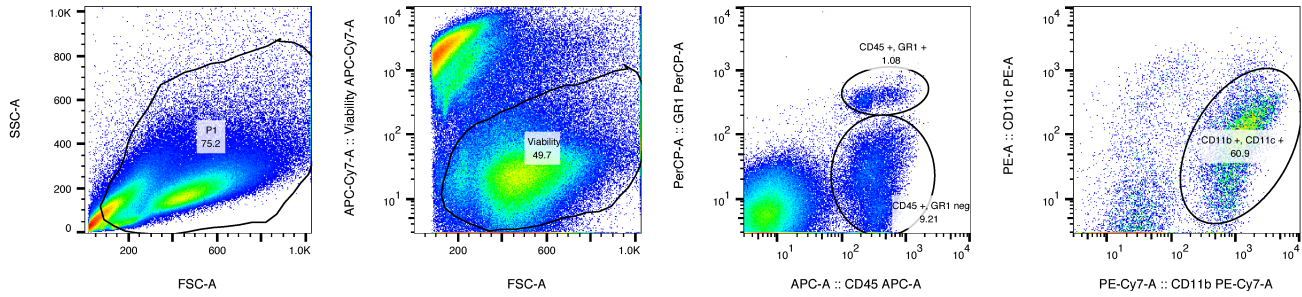 1.0K
800
600
400
200
0
SSC-A
P1
75.2
200
600
1.0K
FSC-A
10^4
10^3
10^2
10^1
APC-Cy7-A :: Viability APC-Cy7-A
Viability
49.7
200
600
1.0K
FSC-A
10^4
10^3
10^2
10^1
PerCP-A :: GR1 PerCP-A
CD45 +, GR1 +
1.08
CD45 +, GR1 neg
9.21
10^1
10^2
10^3
10^4
APC-A :: CD45 APC-A
10^4
10^3
10^2
10^1
PE-A :: CD11c PE-A
CD11b +, CD11c +
60.9
10^1
10^2
10^3
10^4
PE-Cy7-A :: CD11b PE-Cy7-A